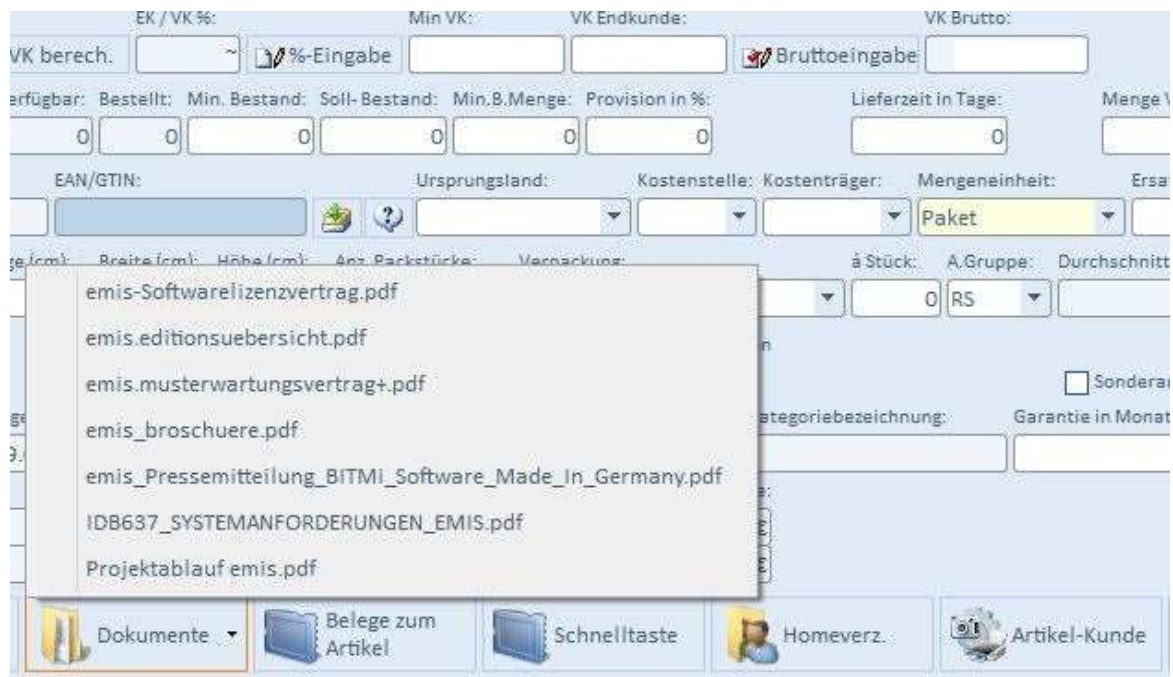 EK / VK %: Min VK: VK Endkunde: VK Brutto:
VK berech. ~ %-Eingabe Bruttoeingabe
Bestellt: Min. Bestand: Soll- Bestand: Min.B.Menge: Provision in %: Lieferzeit in Tage: Menge
0 0 0 0 0 0 0
EAN/GTIN: Ursprungsland: Kostenstelle: Kostenträger: Mengeneinheit:
Paket
Breite (cm): Höhe (cm): Anz. Packstücke: Verpackung: á Stück: A.Gruppe: Durchschnitt
0 RS
emis-Softwarelizenzvertrag.pdf
emis.editionsuebersicht.pdf
emis.musterwartungsvertrag+.pdf
emis_broschuere.pdf
emis_Pressemitteilung_BITMi_Software_Made_In_Germany.pdf
IDB637_SYSTEMANFORDERUNGEN_EMIS.pdf
Projektablauf emis.pdf
Sondera
ategoriebezeichnung: Garantie in Monat
Dokumente
Belege zum
Artikel
Schnelltaste
Homeverz.
Artikel-Kunde